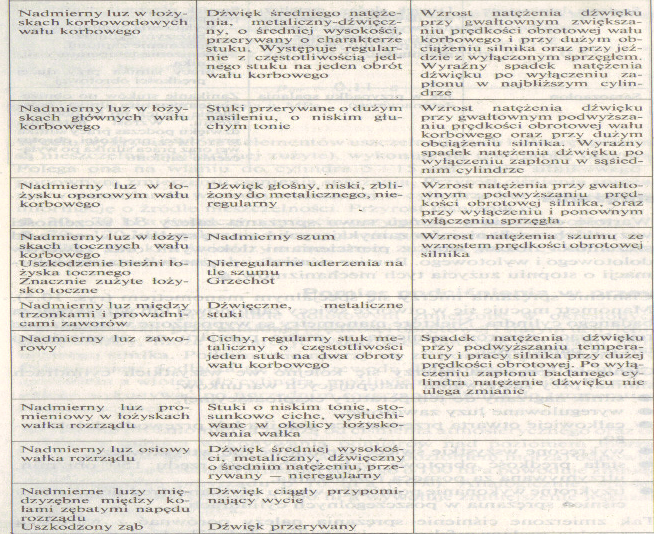 Nadmierny luz w łoży-
skach korbowodowych
wału korbowego
Dźwięk średniego natęże-
nia, metaliczny-dźwięcz-
ny, o średniej wysokości,
przerywany o charakterze
stuku. Występuje regular-
nie z częstotliwością jed-
nego stuku na jeden obrót
wału korbowego
Wzrost natężenia dźwięku
przy gwałtownym zwiększa-
niu prędkości obrotowej wału
korbowego i przy dużym ob-
ciążeniu silnika oraz przy jeź-
dzie z wyłączonym sprzęgłem.
Wyraźny spadek natężenia
dźwięku po wyłączeniu za-
płonu w najbliższym cylin-
drze
Nadmierny luz w łoży-
skach głównych wału
korbowego
Stuki przerywane o dużym
nasileniu, o niskim głu-
chym tonie
Wzrost natężenia dźwięku
przy gwałtownym podwyższa-
niu prędkości obrotowej wału
korbowego oraz przy dużym
obciążeniu silnika. Wyraźny
spadek natężenia dźwięku po
wyłączeniu zapłonu w sąsied-
nim cylindrze
Nadmierny luz w ło-
żysku oporowym wału
korbowego
Dźwięk głośny, niski, zbli-
żony do metalicznego, nie-
regularny
Wzrost natężenia przy gwałto-
wnym podwyższaniu pręd-
kości obrotowej silnika, oraz
przy wyłączeniu i ponownym
włączeniu sprzęgła
Nadmierny luz w łoży-
skach tocznych wału
korbowego
Uszkodzenie bieżni ło-
żyska tocznego
Znacznie zużyte łoży-
sko toczne
Nadmierny szum
Nieregularne uderzenia na
tle szumu
Grzechot
Wzrost natężenia szumu ze
wzrostem prędkości obrotowej
silnika
Nadmierny luz między
trzonkami i prowadni-
cami zaworów
Dźwięczne, metaliczne
stuki
Nadmierny luz zawo-
rowy
Cichy, regularny stuk me-
taliczny o częstotliwości
jeden stuk na dwa obroty
wału korbowego
Spadek natężenia dźwięku
przy podwyższaniu tempera-
tury i pracy silnika przy dużej
prędkości obrotowej. Po wyłą-
czeniu zapłonu badanego cy-
lindra natężenie dźwięku nie
ulega zmianie
Nadmierny luz pro-
mieniowy w łożyskach
wałka rozrządu
Stuki o niskim tonie, sto-
sunkowo ciche, wysłuchi-
wane w okolicy łożysko-
wania wałka
Nadmierny luz osiowy
wałka rozrządu
Dźwięk średniej wysokoś-
ci, metaliczny, dźwięczny
o średnim natężeniu, prze-
rywany — nieregularny
Nadmierne luzy mię-
dzyzębne między ko-
łami zębatymi napędu
rozrządu
Uszkodzony ząb
Dźwięk ciągły przypomi-
nający wycie
Dźwięk przerywany